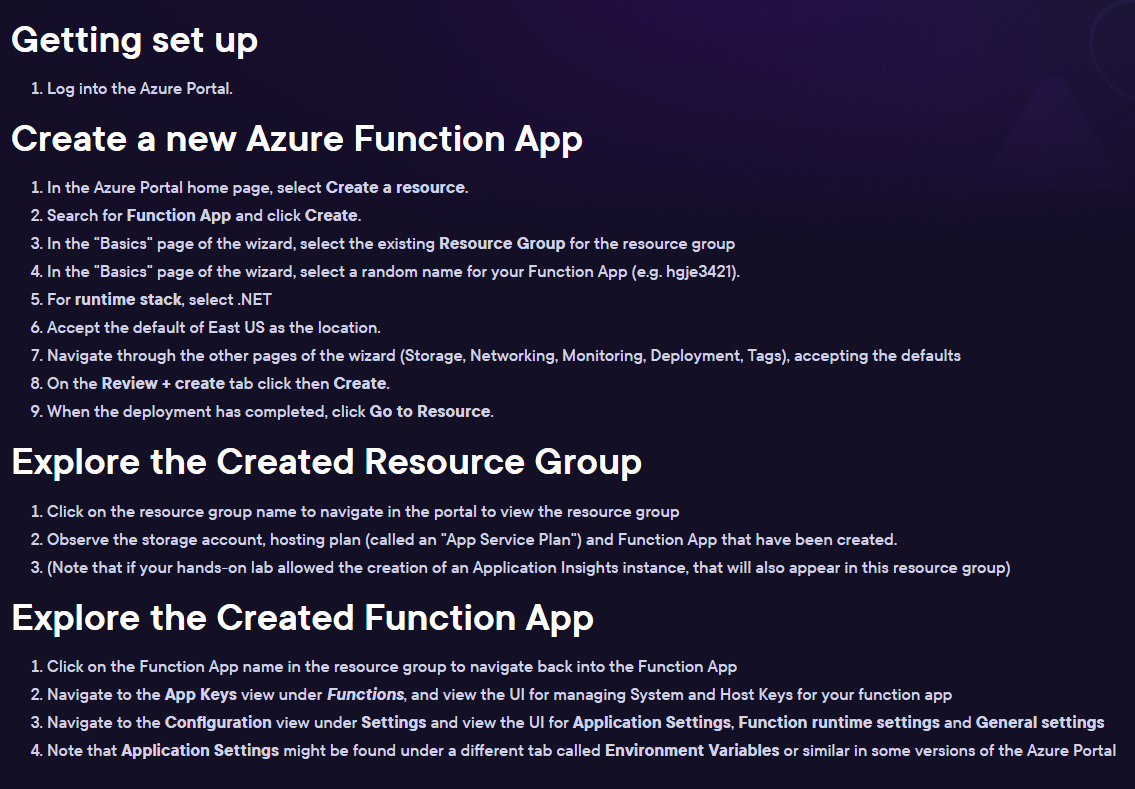 Getting set up
1. Log into the Azure Portal.
Create a new Azure Function App
1. In the Azure Portal home page, select Create a resource.
2. Search for Function App and click Create.
3. In the "Basics" page of the wizard, select the existing Resource Group for the resource group
4. In the "Basics" page of the wizard, select a random name for your Function App (e.g. hgje3421).
5. For runtime stack, select .NET
6. Accept the default of East US as the location.
7. Navigate through the other pages of the wizard (Storage, Networking, Monitoring, Deployment, Tags), accepting the defaults
8. On the Review + create tab click then Create.
9. When the deployment has completed, click Go to Resource.
Explore the Created Resource Group
1. Click on the resource group name to navigate in the portal to view the resource group
2. Observe the storage account, hosting plan (called an "App Service Plan") and Function App that have been created.
3. (Note that if your hands-on lab allowed the creation of an Application Insights instance, that will also appear in this resource group)
Explore the Created Function App
1. Click on the Function App name in the resource group to navigate back into the Function App
2. Navigate to the App Keys view under Functions, and view the UI for managing System and Host Keys for your function app
3. Navigate to the Configuration view under Settings and view the UI for Application Settings, Function runtime settings and General settings
4. Note that Application Settings might be found under a different tab called Environment Variables or similar in some versions of the Azure Portal